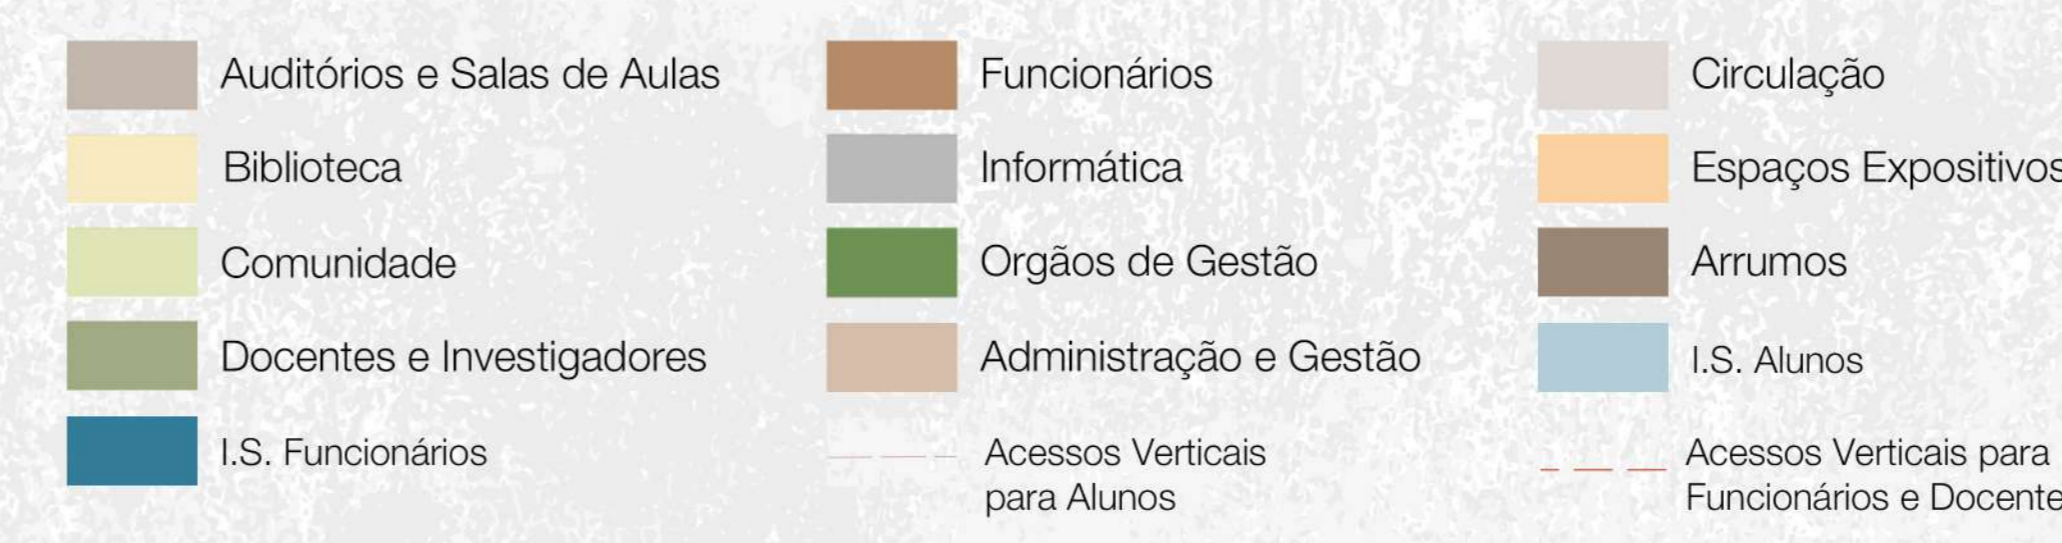 Auditórios e Salas de Aulas
Biblioteca
Comunidade
Docentes e Investigadores
I.S. Funcionários
Funcionários
Informática
Orgãos de Gestão
Administração e Gestão
Acessos Verticais
para Alunos
Circulação
Espaços Expositivos
Arrumos
I.S. Alunos
Acessos Verticais para
Funcionários e Docente